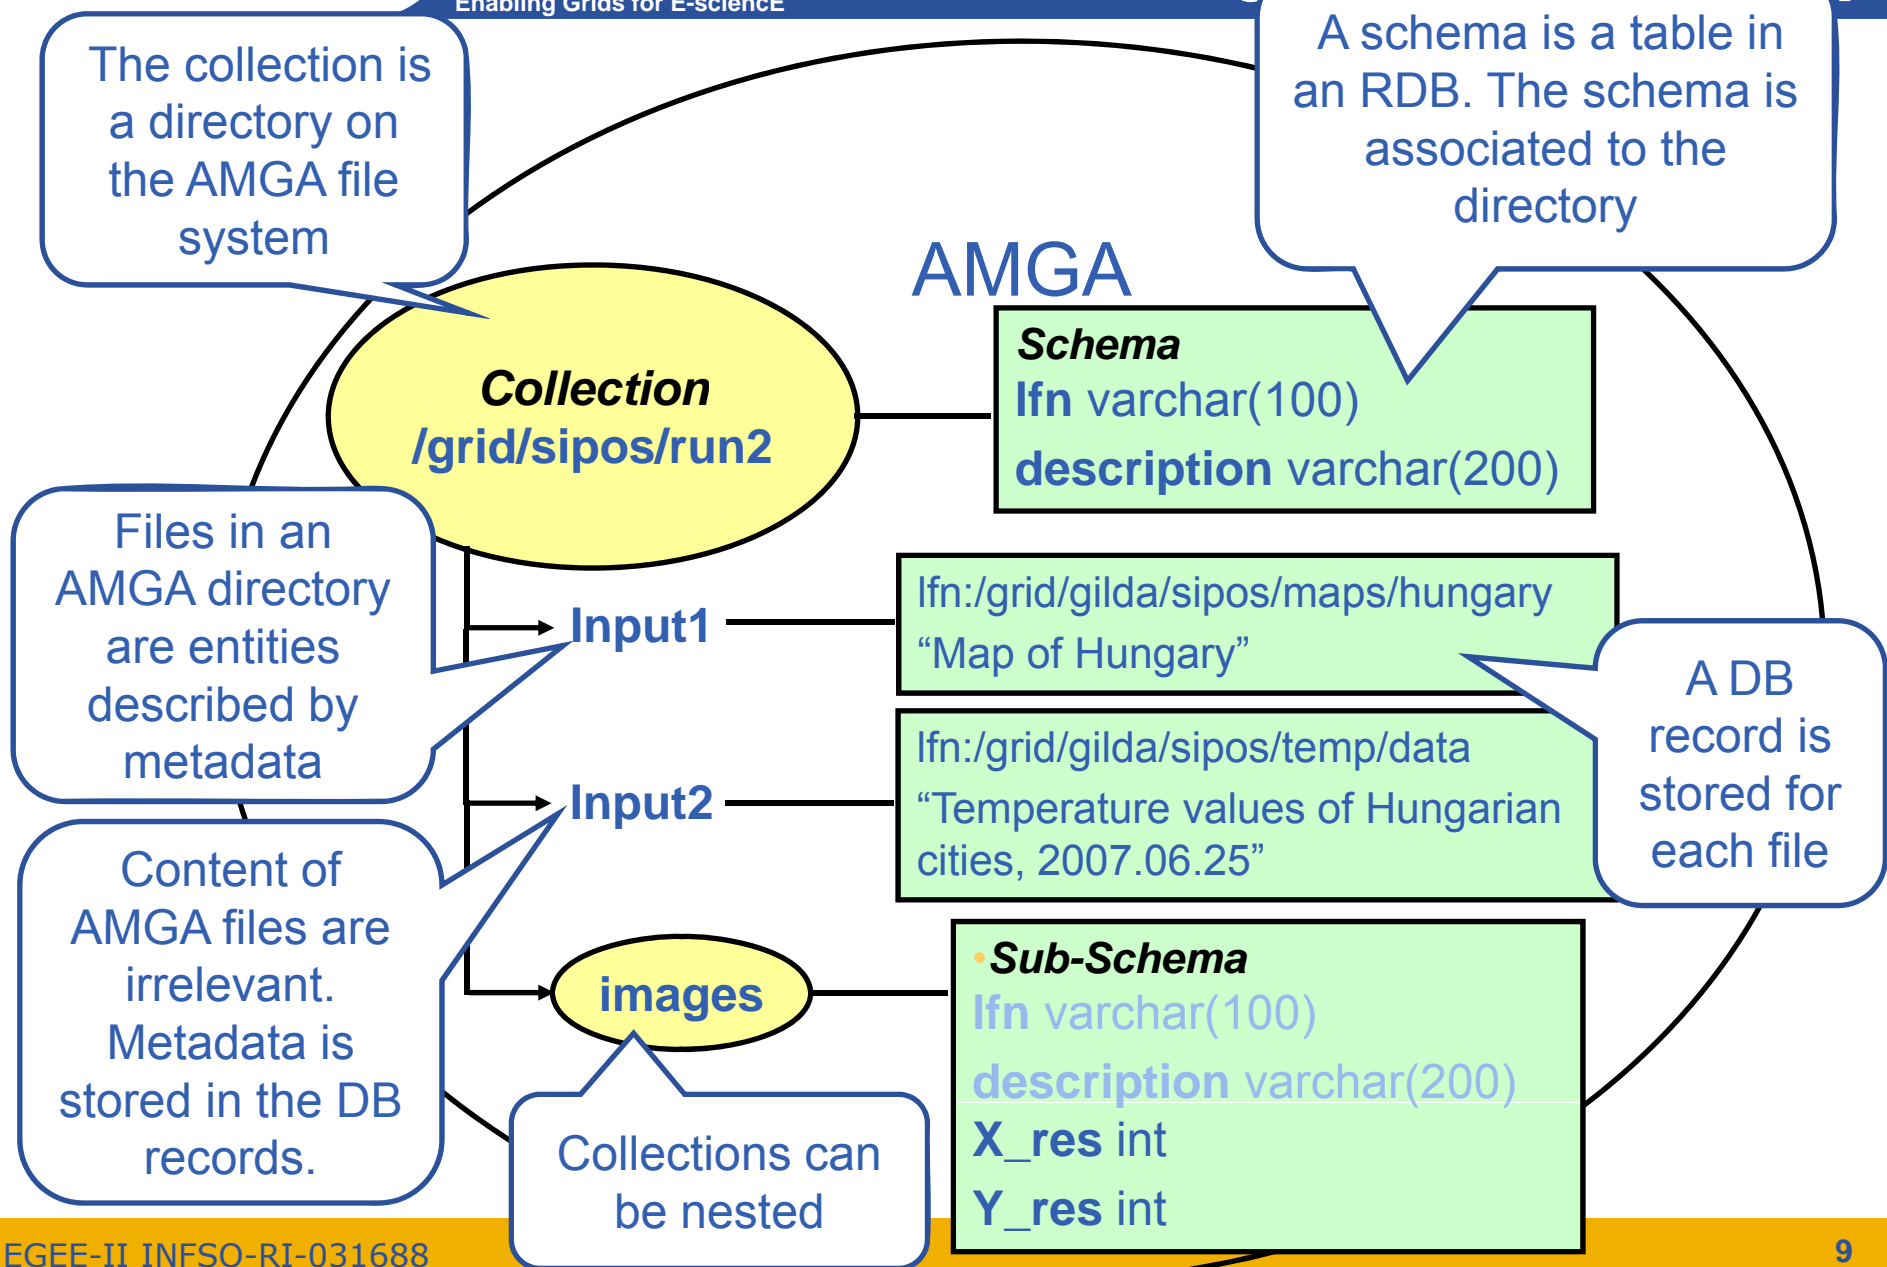 Enabling Grids for E-sciencE
The collection is
a directory on
the AMGA file
system
A schema is a table in
an RDB. The schema is
associated to the
directory
AMGA
Collection
/grid/sipos/run2
Schema
lfn varchar(100)
description varchar(200)
Files in an
AMGA directory
are entities
described by
metadata
Input1
lfn:/grid/gilda/sipos/maps/hungary
“Map of Hungary”
A DB
record is
stored for
each file
Input2
lfn:/grid/gilda/sipos/temp/data
“Temperature values of Hungarian
cities, 2007.06.25”
Content of
AMGA files are
irrelevant.
Metadata is
stored in the DB
records.
images
•Sub-Schema
lfn varchar(100)
description varchar(200)
X_res int
Y_res int
Collections can
be nested
EGEE-II INFSO-RI-031688
9